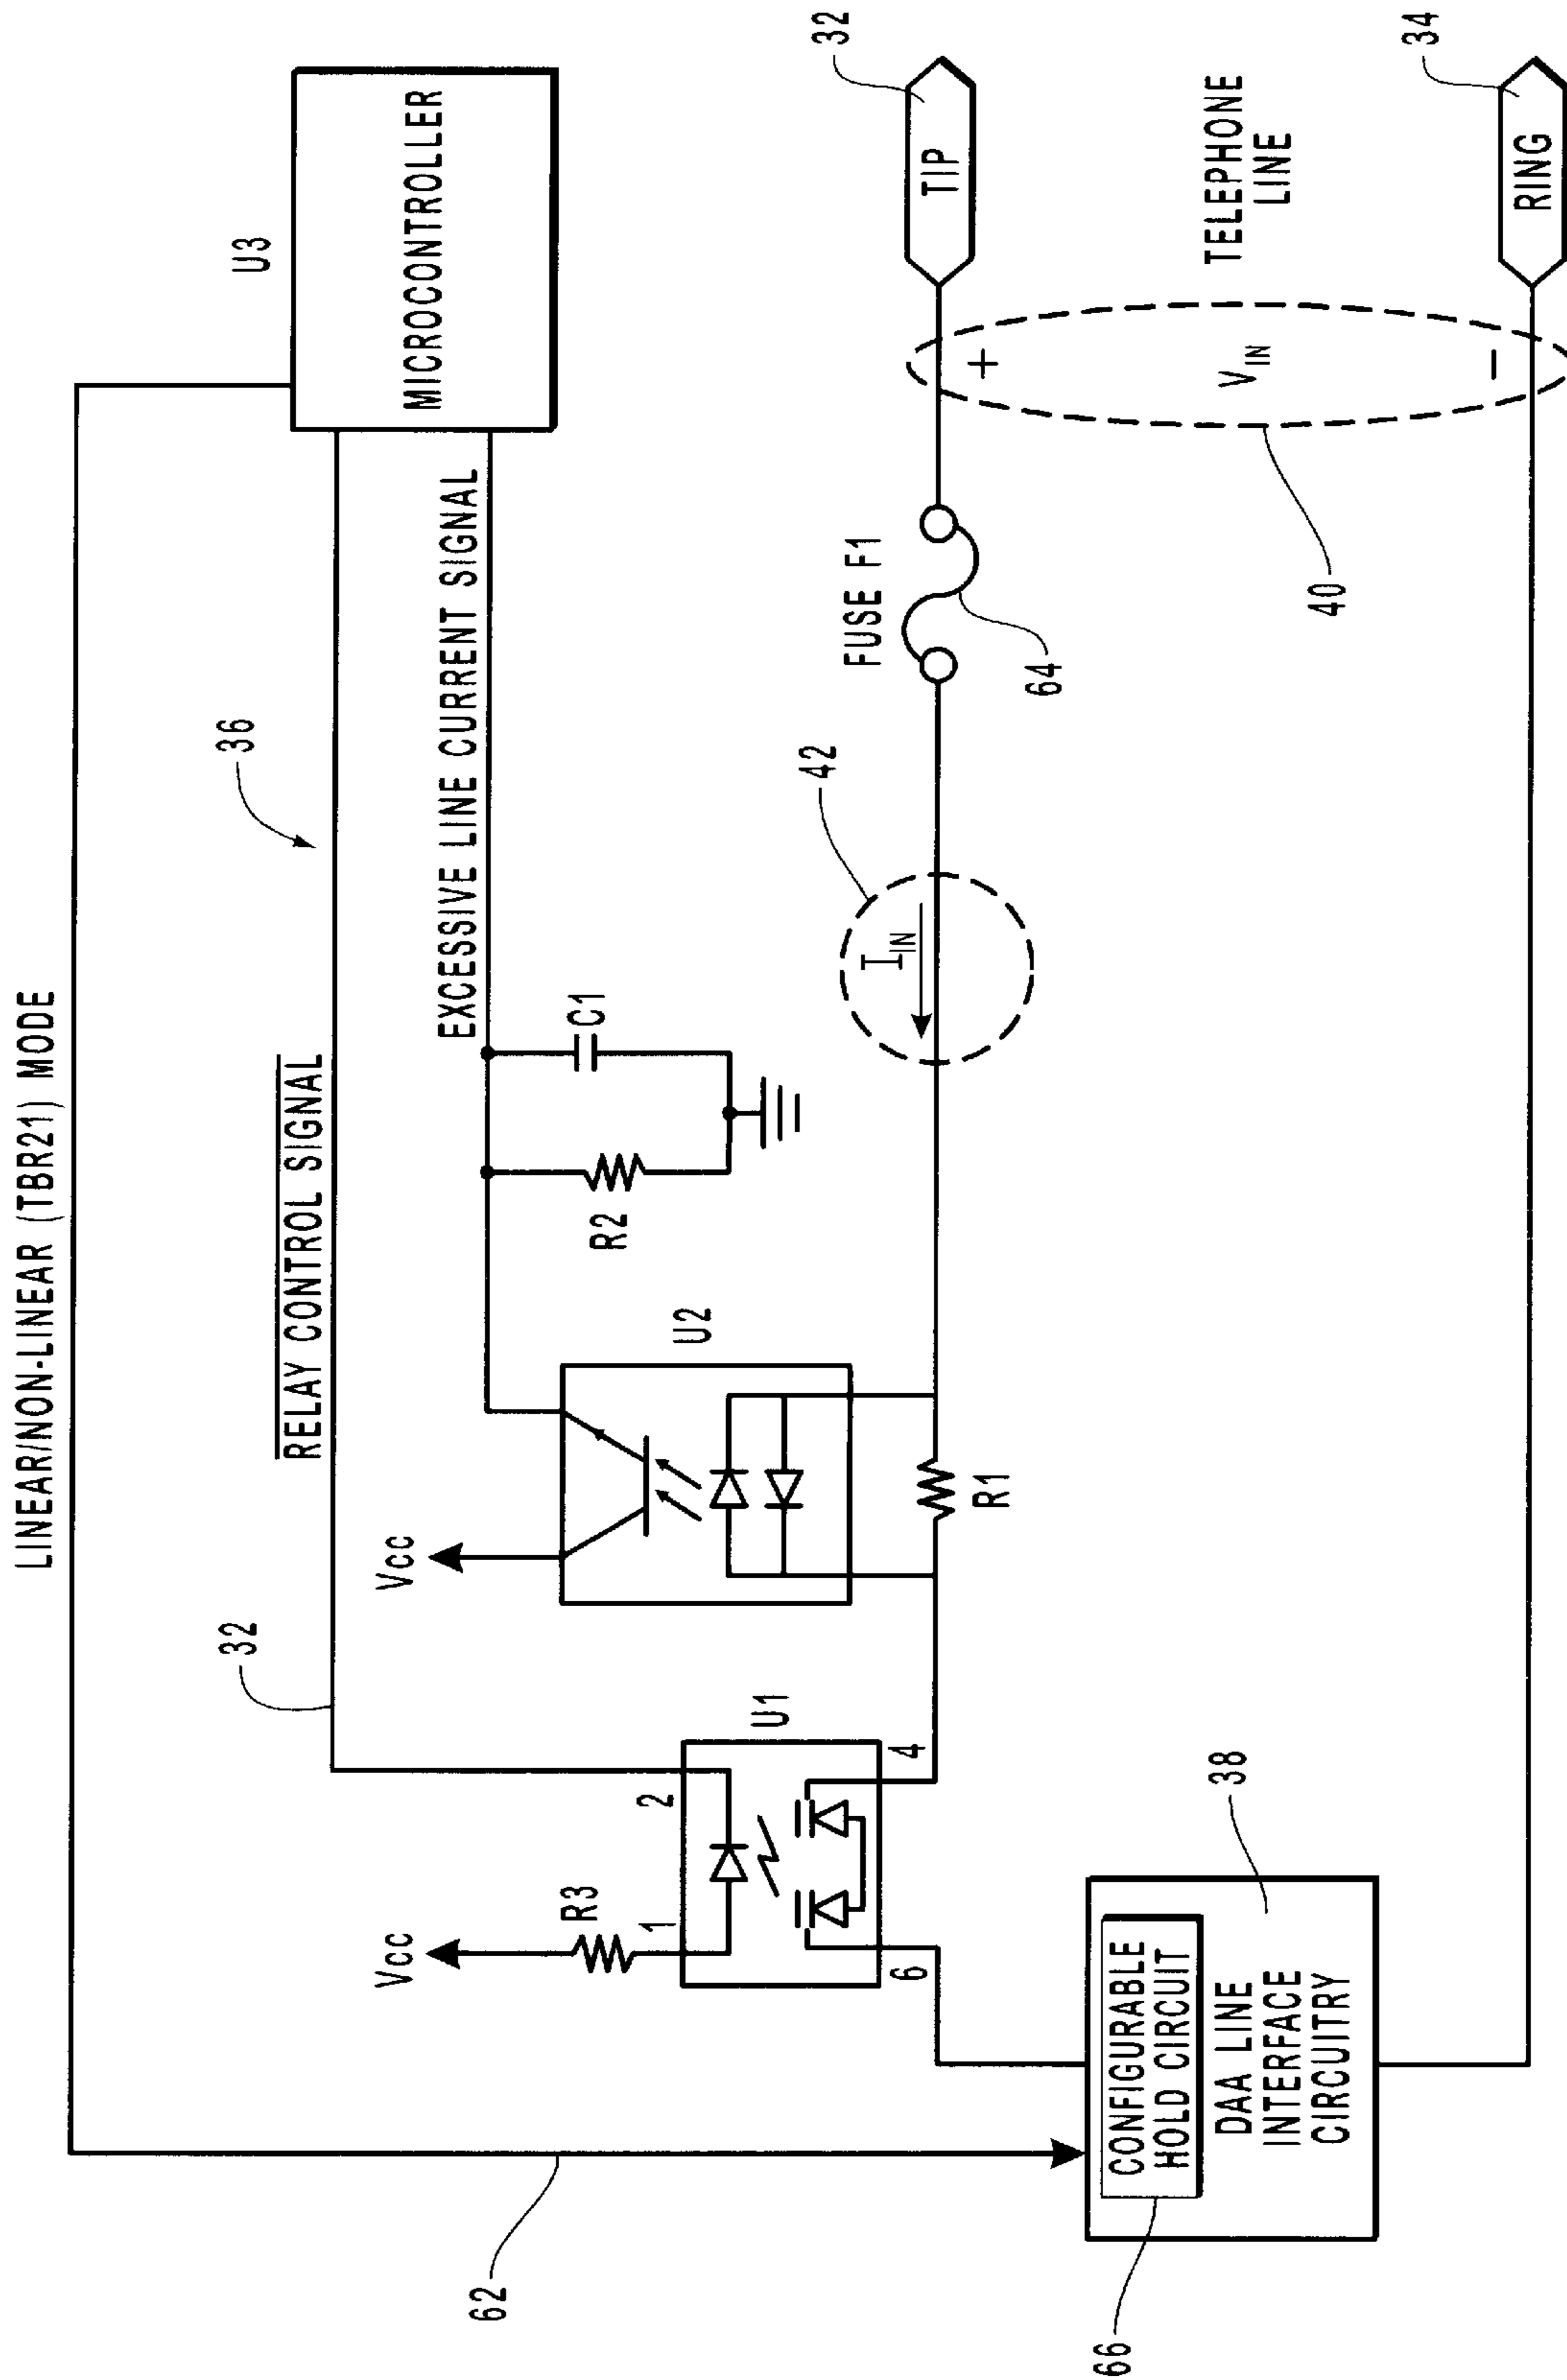 LINEAR/NON-LINEAR (TBR21) MODE
32
RELAY CONTROL SIGNAL
36
U3
MICROCONTROLLER
EXCESSIVE LINE CURRENT SIGNAL
62
Vcc
R3
1
2
U1
6
4
Vcc
U2
R2
C1
R1
42
I_IN
FUSE F1
64
32
TIP
+
V_IN
−
40
TELEPHONE
LINE
34
RING
66
CONFIGURABLE
HOLD CIRCUIT
DAA LINE
INTERFACE
CIRCUITRY
38